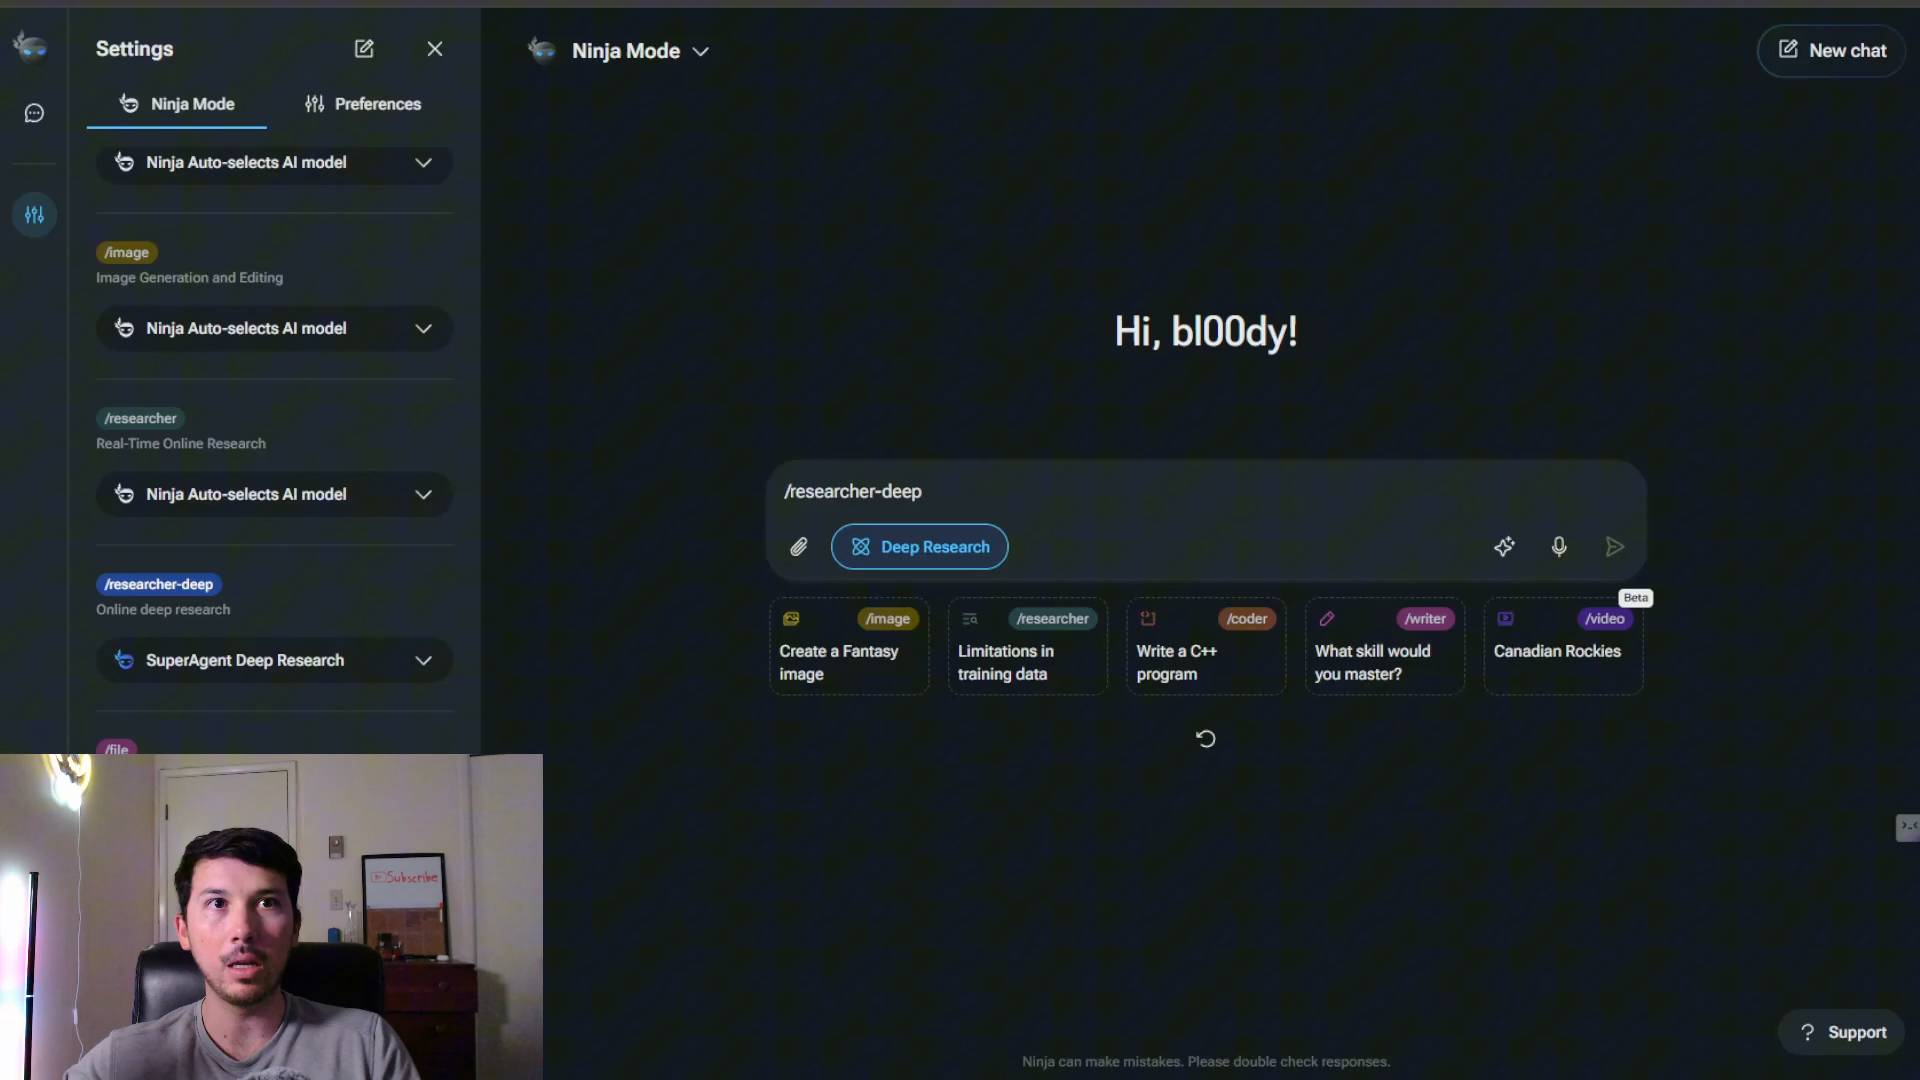 Settings
Ninja Mode
Preferences
Ninja Auto-selects AI model
/image
Image Generation and Editing
Ninja Auto-selects AI model
/researcher
Real-Time Online Research
Ninja Auto-selects AI model
/researcher-deep
Online deep research
SuperAgent Deep Research
/file
Ninja Mode
New chat
Hi, bl00dy!
/researcher-deep
Deep Research
/image
Create a Fantasy
image
/researcher
Limitations in
training data
/coder
Write a C++
program
/writer
What skill would
you master?
Beta
/video
Canadian Rockies
Subscribe
>_<
? Support
Ninja can make mistakes. Please double check responses.